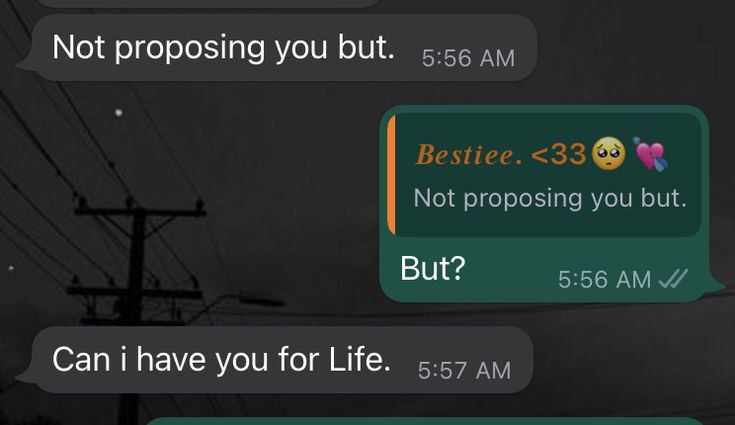 Not proposing you but. 5:56 AM
Bestiee. <33🥺💘
Not proposing you but.
But? 5:56 AM
Can i have you for Life. 5:57 AM